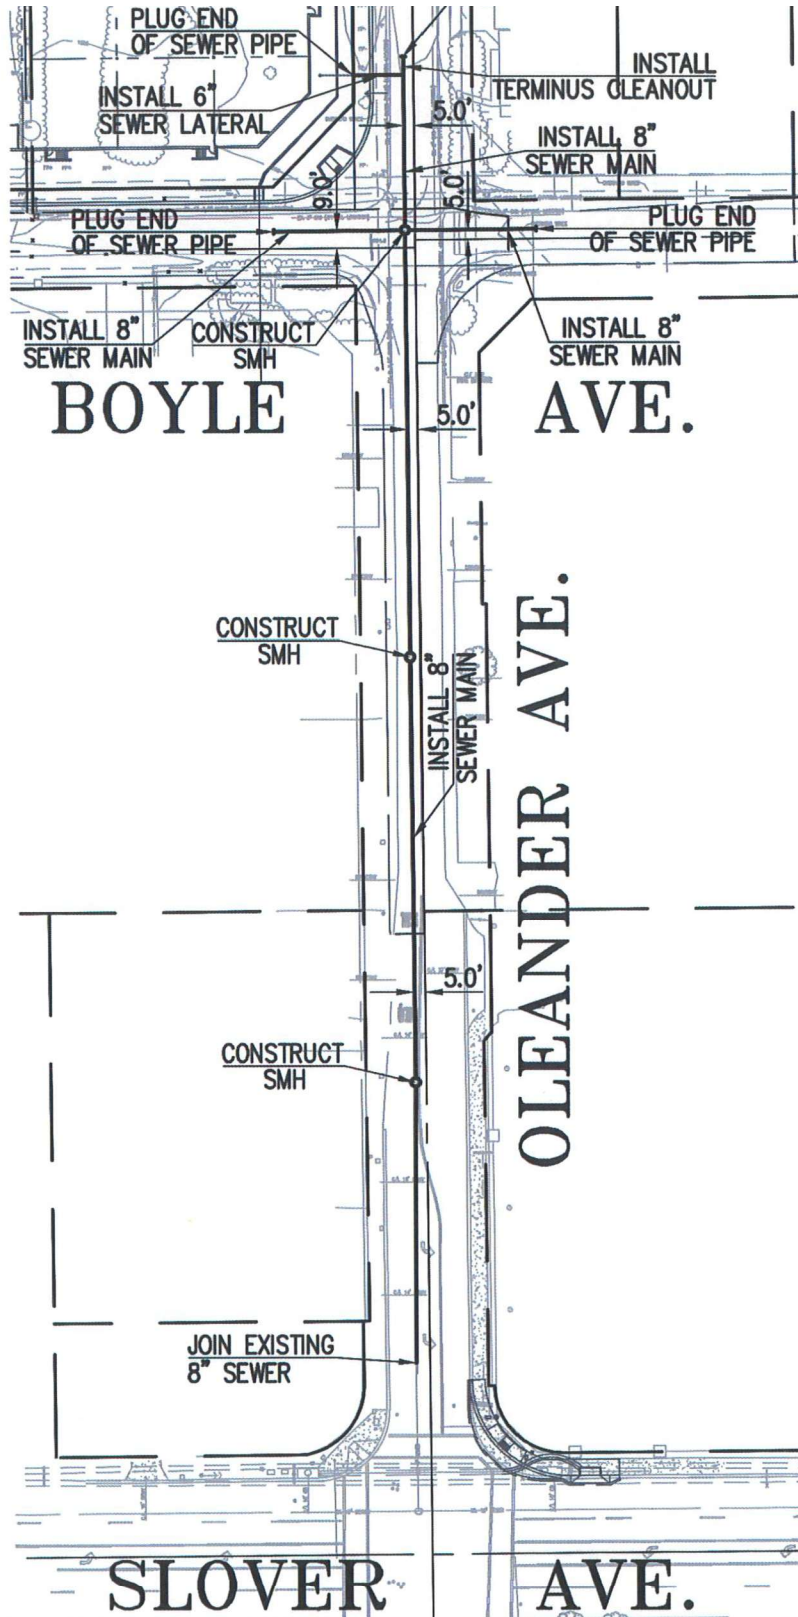 PLUG END
OF SEWER PIPE
INSTALL
TERMINUS CLEANOUT
INSTALL 6"
SEWER LATERAL
5.0'
INSTALL 8"
SEWER MAIN
9.0'
5.0'
PLUG END
OF SEWER PIPE
PLUG END
OF SEWER PIPE
INSTALL 8"
SEWER MAIN
CONSTRUCT
SMH
INSTALL 8"
SEWER MAIN
BOYLE AVE.
5.0'
CONSTRUCT
SMH
INSTALL 8"
SEWER MAIN
OLEANDER AVE.
5.0'
CONSTRUCT
SMH
JOIN EXISTING
8" SEWER
SLOVER AVE.